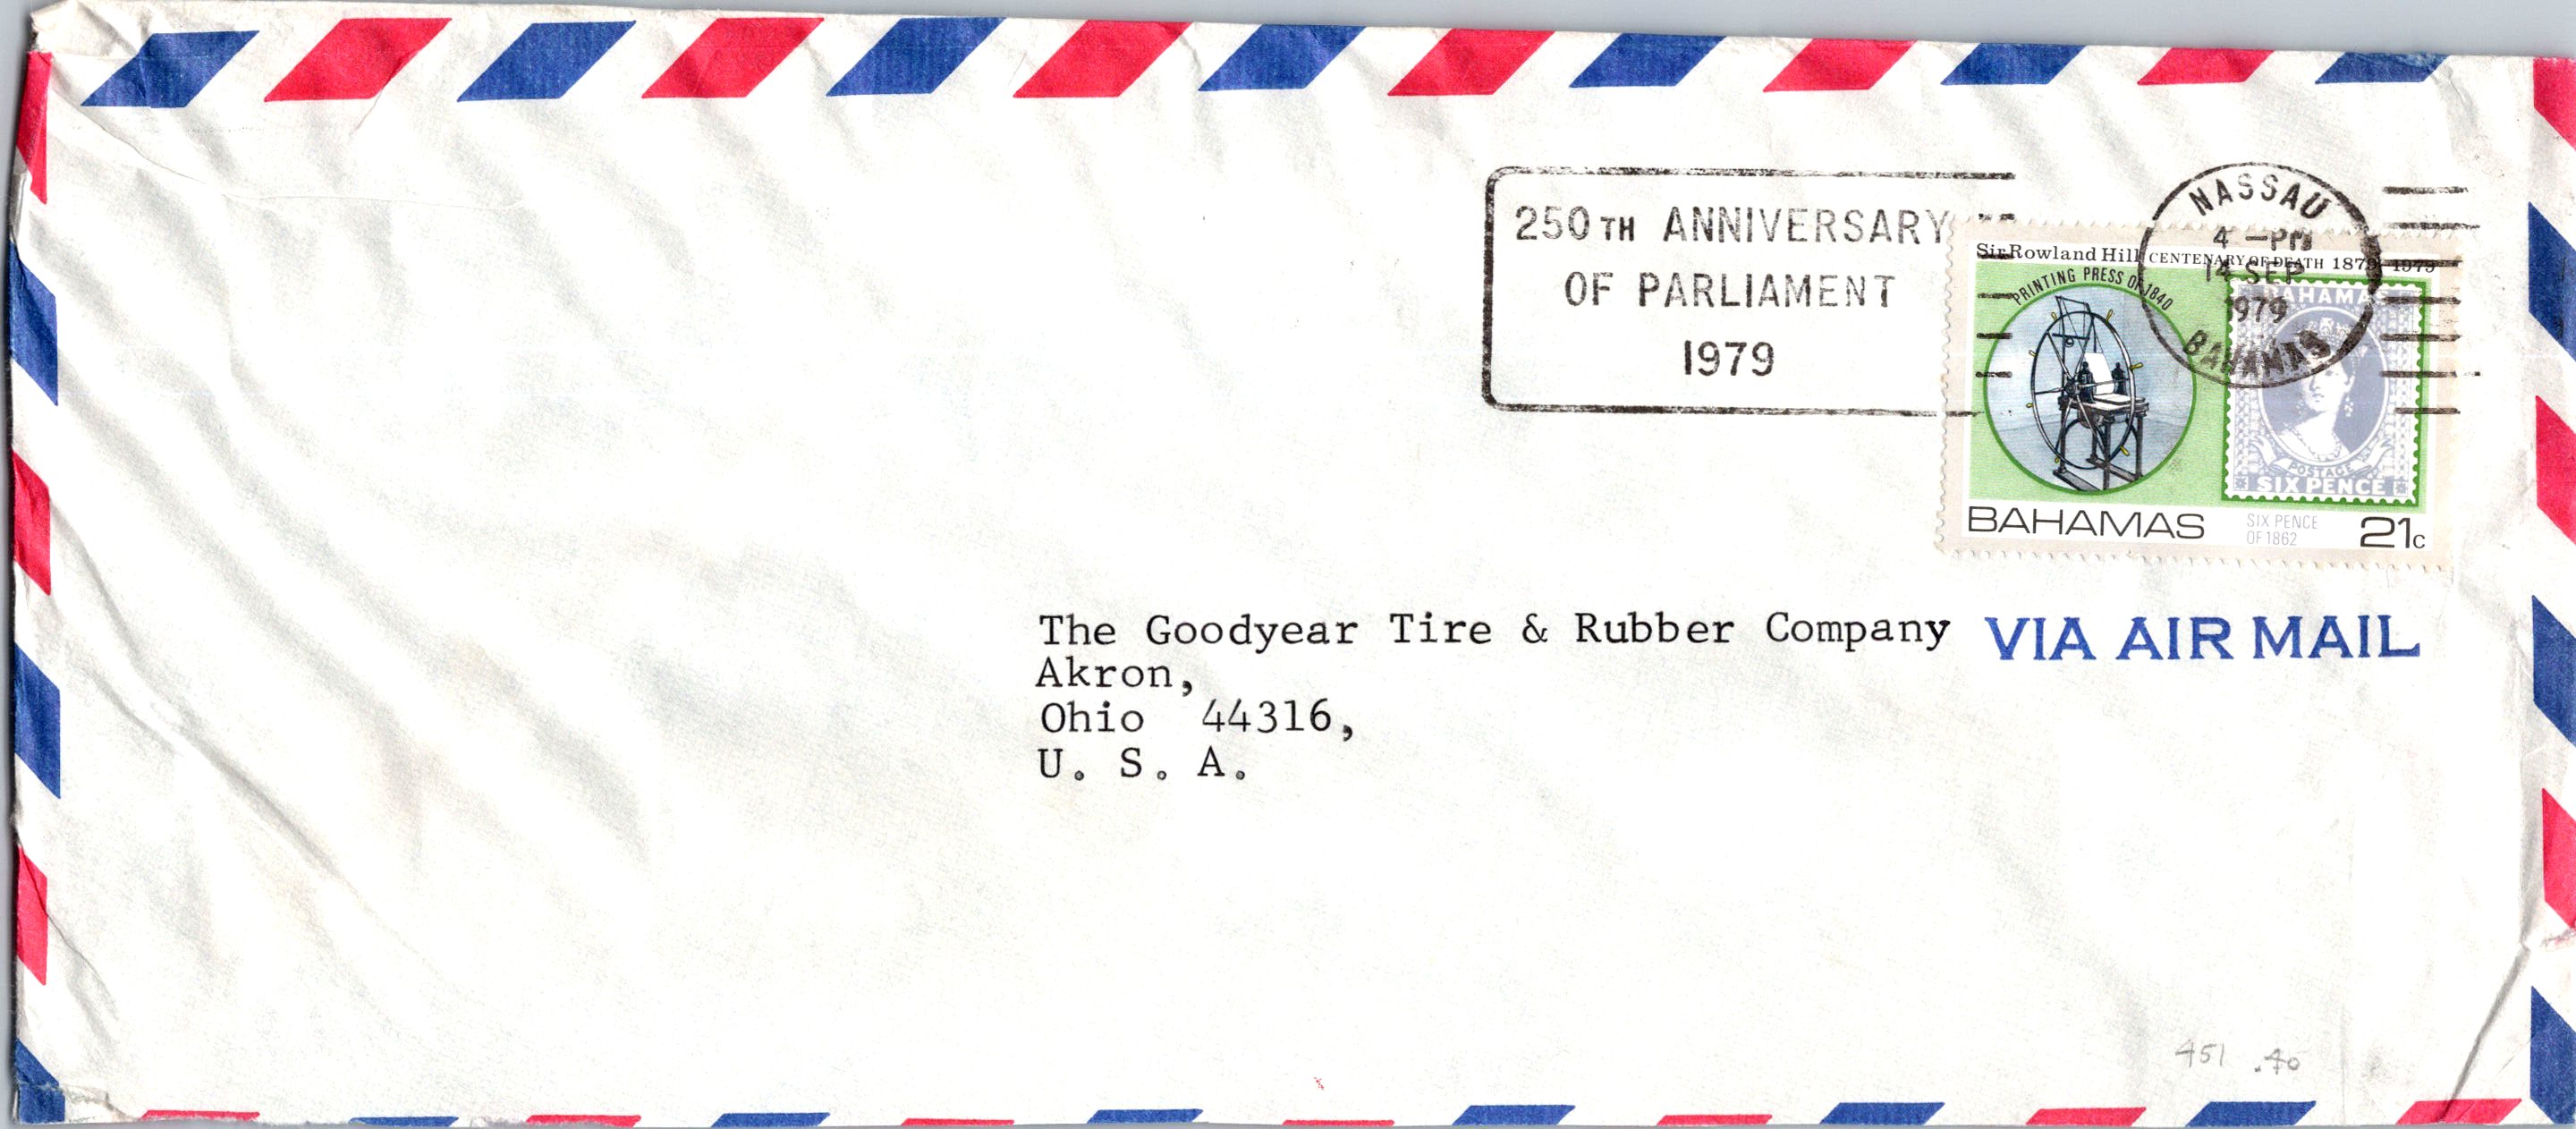 250TH ANNIVERSARY
OF PARLIAMENT
1979
NASSAU
4 -PM
14 SEP
1979
BAHAMAS
Sir Rowland Hill CENTENARY OF DEATH 1879-1979
PRINTING PRESS OF 1840
BAHAMAS
POSTAGE
SIX PENCE
BAHAMAS
SIX PENCE
OF 1862
21c
The Goodyear Tire & Rubber Company
Akron,
Ohio 44316,
U. S. A.
VIA AIR MAIL
451 .40